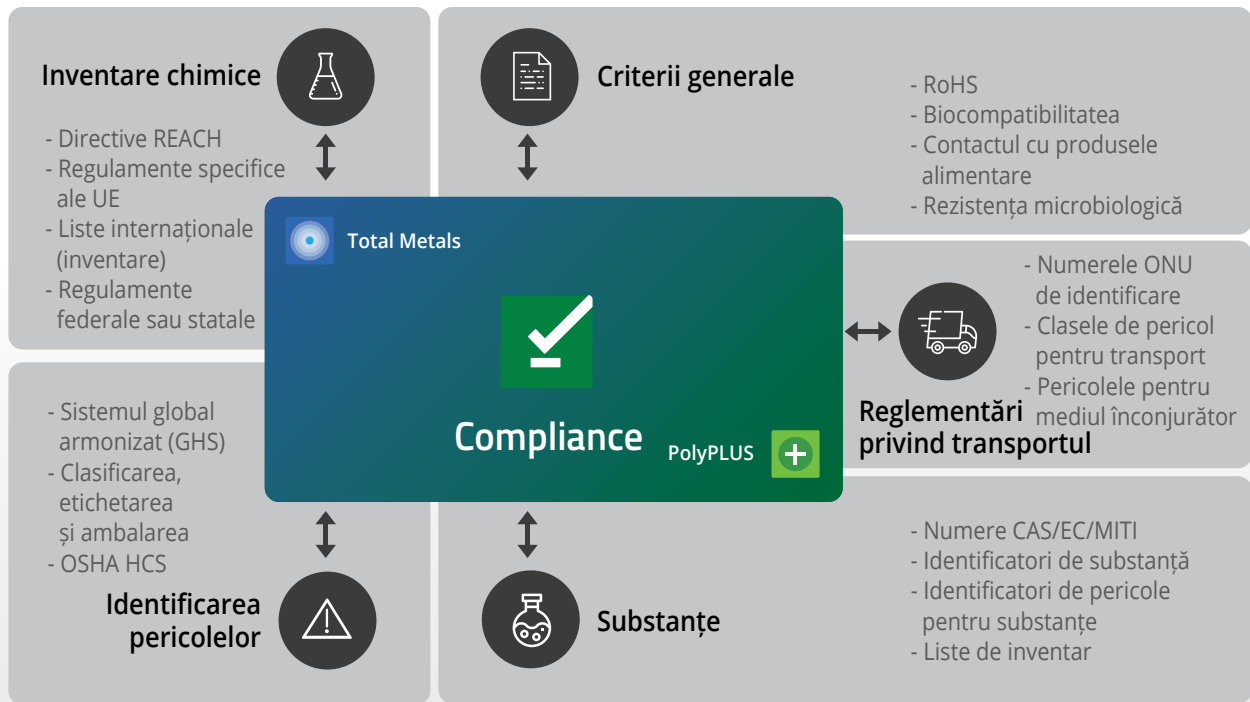 Inventare chimice
- Directive REACH
- Regulamente specifice
ale UE
- Liste internaționale
(inventare)
- Regulamente
federale sau statale
Criterii generale
- RoHS
- Biocompatibilitatea
- Contactul cu produsele
alimentare
- Rezistența microbiologică
Total Metals
Compliance
PolyPLUS
- Numerele ONU
de identificare
- Clasele de pericol
pentru transport
- Pericolele pentru
mediul înconjurător
Reglementări
privind transportul
- Sistemul global
armonizat (GHS)
- Clasificarea,
etichetarea
și ambalarea
- OSHA HCS
Identificarea
pericolelor
Substanțe
- Numere CAS/EC/MITI
- Identificatori de substanță
- Identificatori de pericole
pentru substanțe
- Liste de inventar